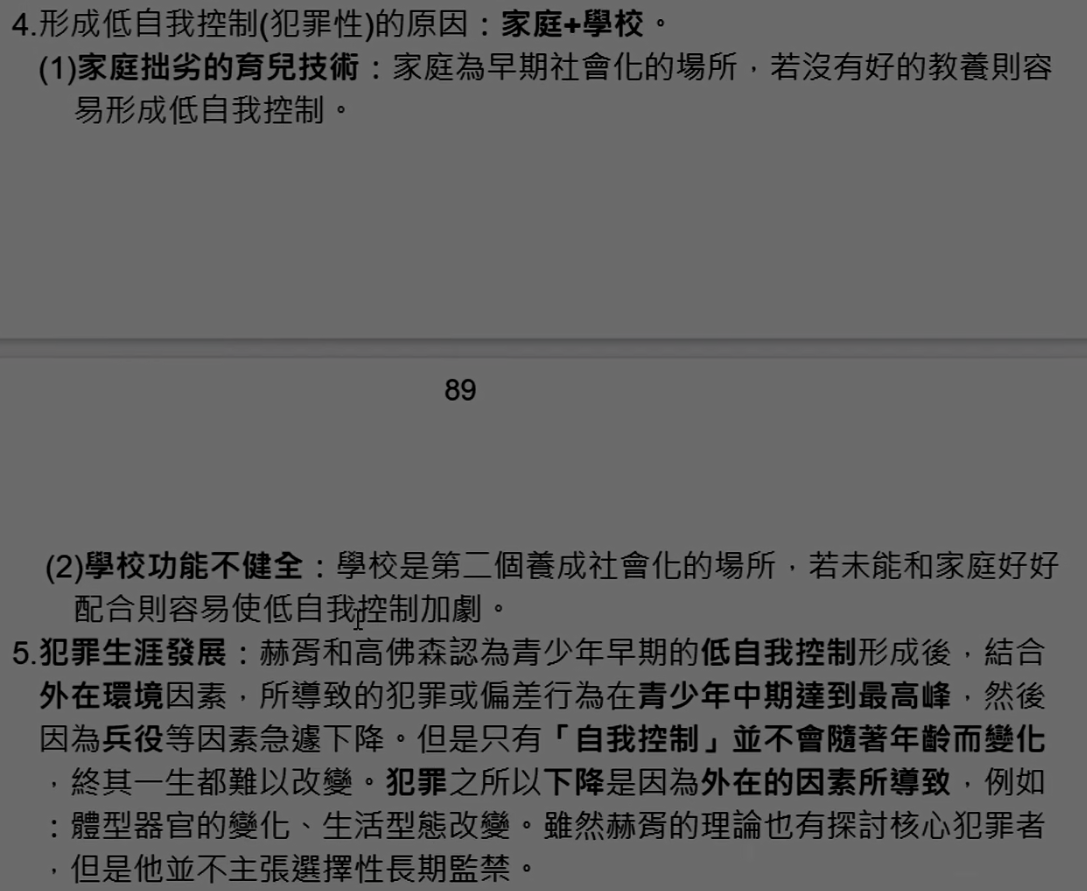 4.形成低自我控制(犯罪性)的原因：家庭+學校。
(1)家庭拙劣的育兒技術：家庭為早期社會化的場所，若沒有好的教養則容
易形成低自我控制。
89
(2)學校功能不健全：學校是第二個養成社會化的場所，若未能和家庭好好
配合則容易使低自我控制加劇。
5.犯罪生涯發展：赫胥和高佛森認為青少年早期的低自我控制形成後，結合
外在環境因素，所導致的犯罪或偏差行為在青少年中期達到最高峰，然後
因為兵役等因素急遽下降。但是只有「自我控制」並不會隨著年齡而變化
，終其一生都難以改變。犯罪之所以下降是因為外在的因素所導致，例如
：體型器官的變化、生活型態改變。雖然赫胥的理論也有探討核心犯罪者
，但是他並不主張選擇性長期監禁。